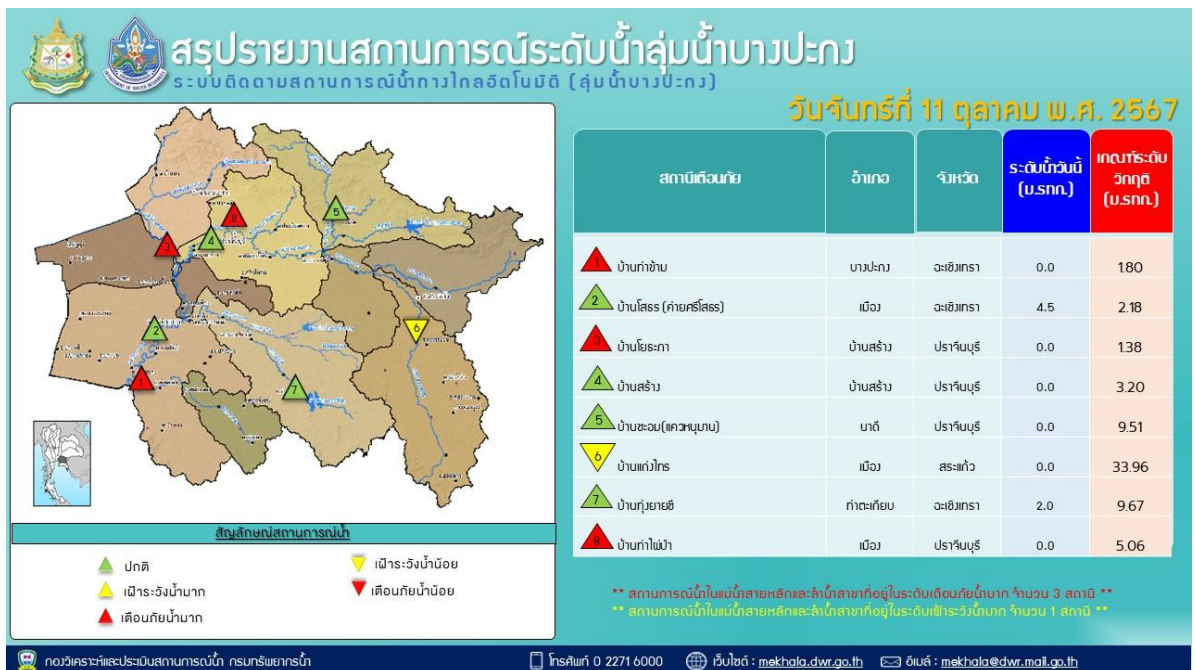 สรุปรายงานสถานการณ์ระดับน้ำลุ่มน้ำบางปะกง
ระบบติดตามสถานการณ์น้ำทางไกลอัตโนมัติ (ลุ่มน้ำบางปะกง)
วันจันทร์ที่ 11 ตุลาคม พ.ศ. 2567
สถานีเตือนภัย อำเภอ จังหวัด ระดับน้ำวันนี้ (ม.รทก.) เกณฑ์ระดับวิกฤติ (ม.รทก.)
1 บ้านท่าข้าม บางปะกง ฉะเชิงเทรา 0.0 1.80
2 บ้านโสธร (ค่ายศรีโสธร) เมือง ฉะเชิงเทรา 4.5 2.18
3 บ้านโยธะกา บ้านสร้าง ปราจีนบุรี 0.0 1.38
4 บ้านสร้าง บ้านสร้าง ปราจีนบุรี 0.0 3.20
5 บ้านชะอม(แควหนุมาน) นาดี ปราจีนบุรี 0.0 9.51
6 บ้านแก่งไทร เมือง สระแก้ว 0.0 33.96
7 บ้านทุ่งยายชี ท่าตะเกียบ ฉะเชิงเทรา 2.0 9.67
8 บ้านท่าไผ่ป่า เมือง ปราจีนบุรี 0.0 5.06
5
8
4
3
6
2
1
7
สัญลักษณ์สถานการณ์น้ำ
ปกติ
เฝ้าระวังน้ำมาก
เตือนภัยน้ำมาก
เฝ้าระวังน้ำน้อย
เตือนภัยน้ำน้อย
** สถานการณ์น้ำในแม่น้ำสายหลักและลำน้ำสาขาที่อยู่ในระดับเตือนภัยน้ำมาก จำนวน 3 สถานี **
** สถานการณ์น้ำในแม่น้ำสายหลักและลำน้ำสาขาที่อยู่ในระดับเฝ้าระวังน้ำมาก จำนวน 1 สถานี **
กองวิเคราะห์และประเมินสถานการณ์น้ำ กรมทรัพยากรน้ำ
โทรศัพท์ 0 2271 6000
เว็บไซต์ : mekhala.dwr.go.th
อีเมล์ : mekhala@dwr.mail.go.th